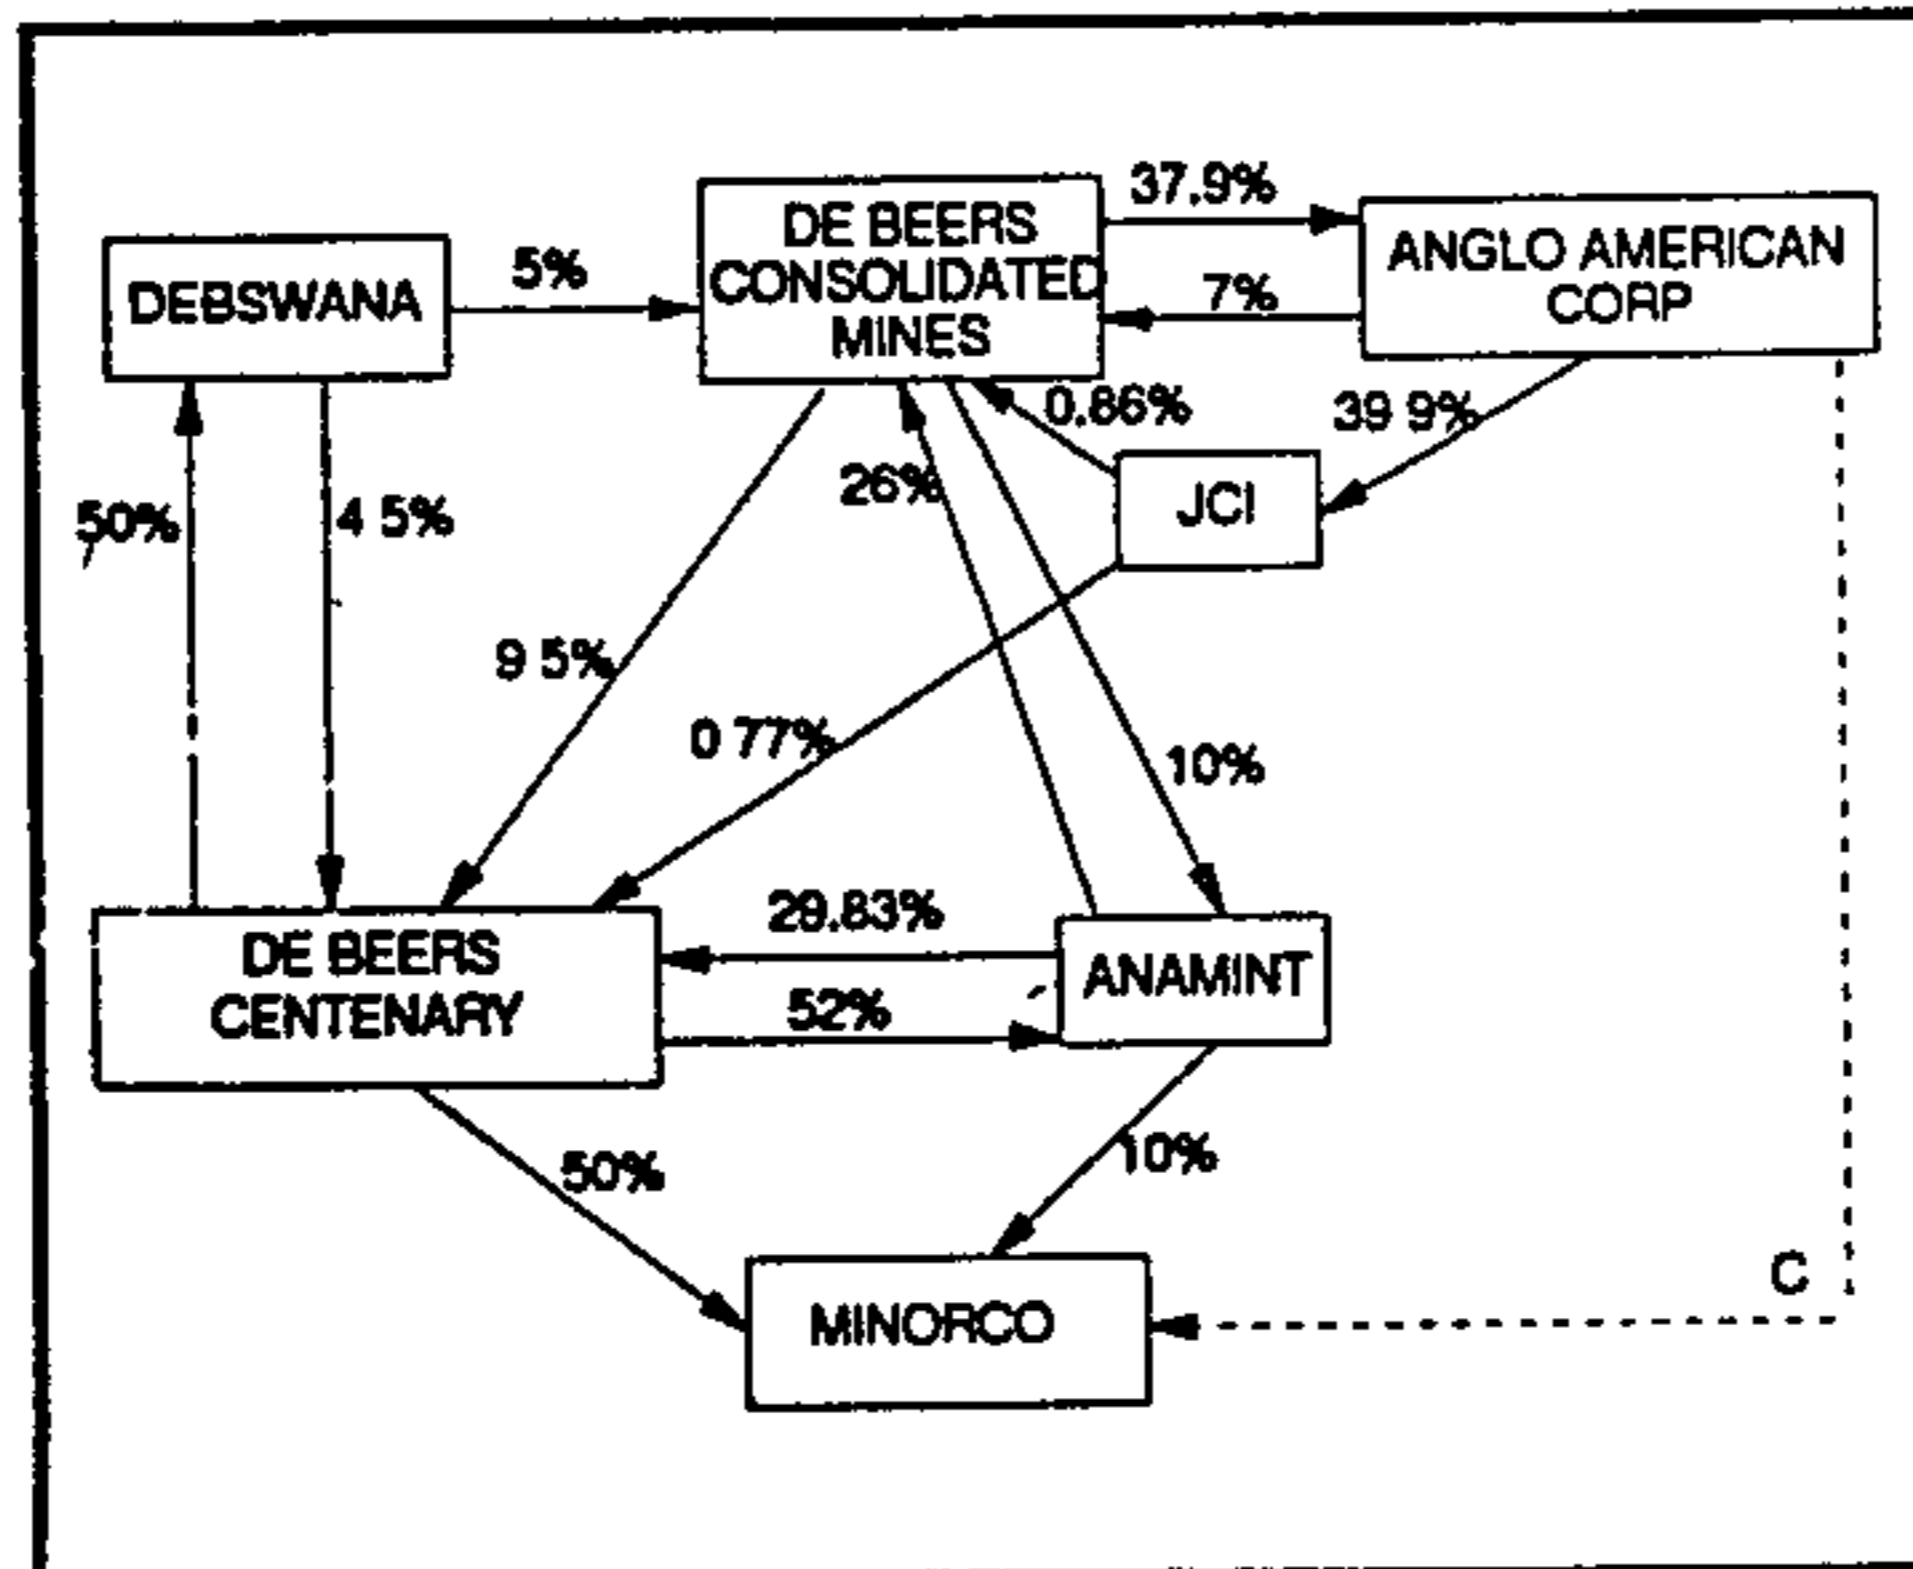 37.9%
DE BEERS
CONSOLIDATED
MINES
ANGLO AMERICAN
CORP
DEBSWANA
5%
7%
0.86%
39 9%
26%
JCI
50%
4 5%
9 5%
0 77%
10%
29.83%
DE BEERS
CENTENARY
ANAMINT
52%
50%
10%
C
MINORCO